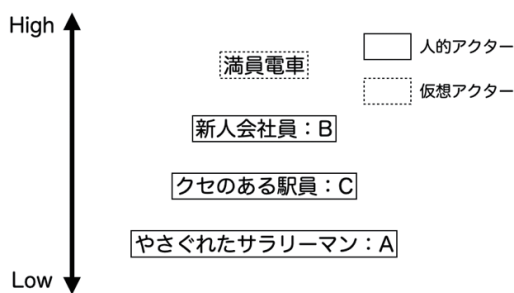 High
満員電車
人的アクター
仮想アクター
新人会社員：B
クセのある駅員：C
やさぐれたサラリーマン：A
Low